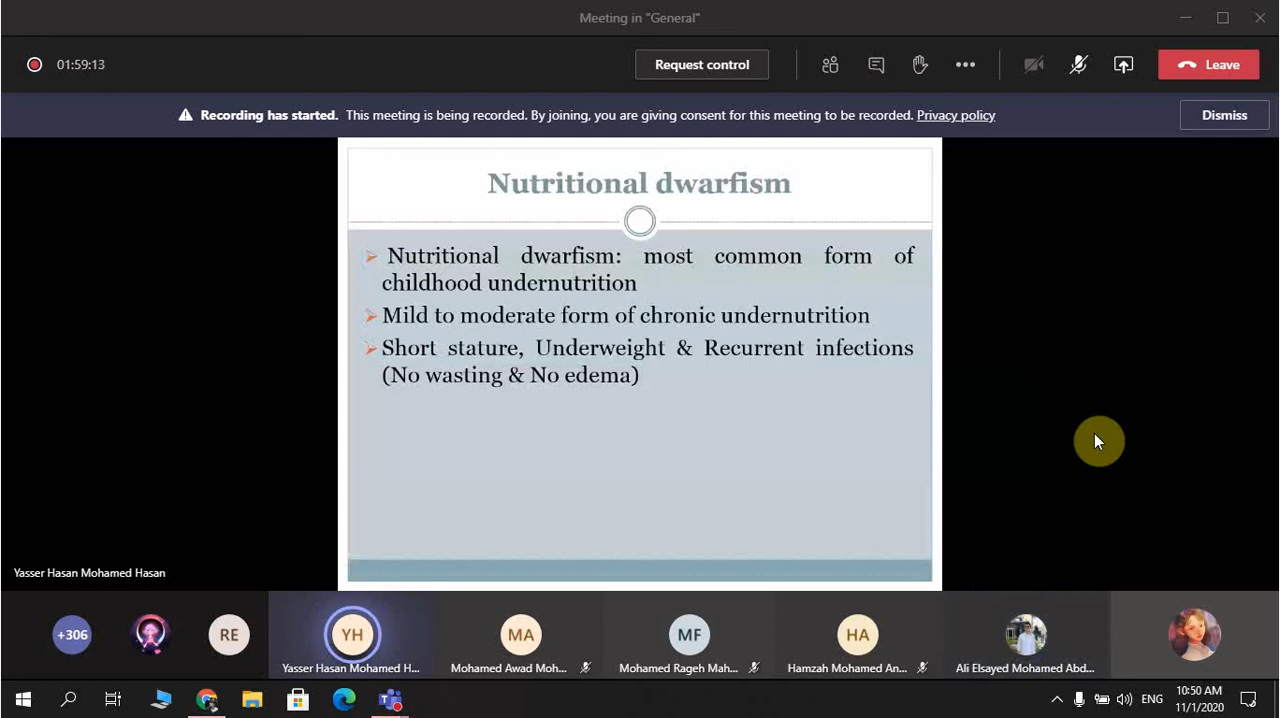 Meeting in "General"
01:59:13
Request control
Leave
Recording has started. This meeting is being recorded. By joining, you are giving consent for this meeting to be recorded. Privacy policy
Dismiss
Nutritional dwarfism
Nutritional dwarfism: most common form of
childhood undernutrition
Mild to moderate form of chronic undernutrition
Short stature, Underweight & Recurrent infections
(No wasting & No edema)
Yasser Hasan Mohamed Hasan
+306
RE
YH
MA
MF
HA
Yasser Hasan Mohamed H...
Mohamed Awad Moh...
Mohamed Rageh Mah...
Hamzah Mohamed An...
Ali Elsayed Mohamed Abd...
ENG
10:50 AM
11/1/2020